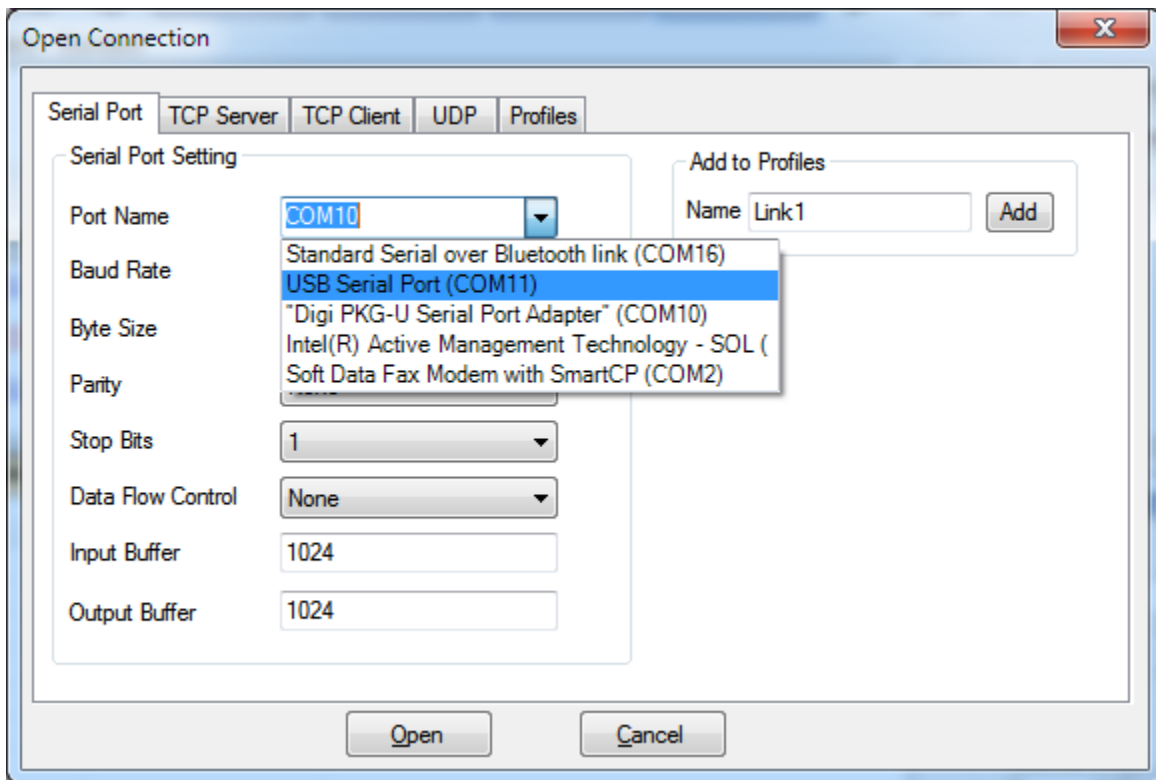 Open Connection
Serial Port TCP Server TCP Client UDP Profiles
Serial Port Setting
Port Name COM10
Standard Serial over Bluetooth link (COM16)
USB Serial Port (COM11)
"Digi PKG-U Serial Port Adapter" (COM10)
Intel(R) Active Management Technology - SOL (
Soft Data Fax Modem with SmartCP (COM2)
Baud Rate
Byte Size
Parity
Stop Bits 1
Data Flow Control None
Input Buffer 1024
Output Buffer 1024
Add to Profiles
Name Link1 Add
Open Cancel